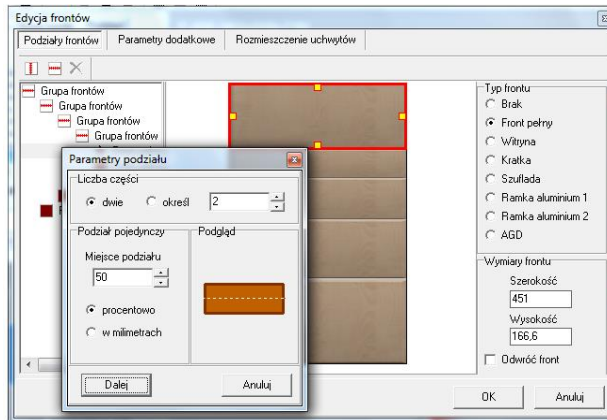 Edycja frontów
Podziały frontów Parametry dodatkowe Rozmieszczenie uchwytów
Grupa frontów
Grupa frontów
Grupa frontów
Grupa frontów
Parametry podziału
Liczba części
dwie określ 2
Podział pojedynczy Podgląd
Miejsce podziału
50
procentowo
w milimetrach
Dalej Anuluj
Typ frontu
Brak
Front pełny
Witryna
Kratka
Szuflada
Ramka aluminium 1
Ramka aluminium 2
AGD
Wymiary frontu
Szerokość
451
Wysokość
166,6
Odwróć front
OK Anuluj